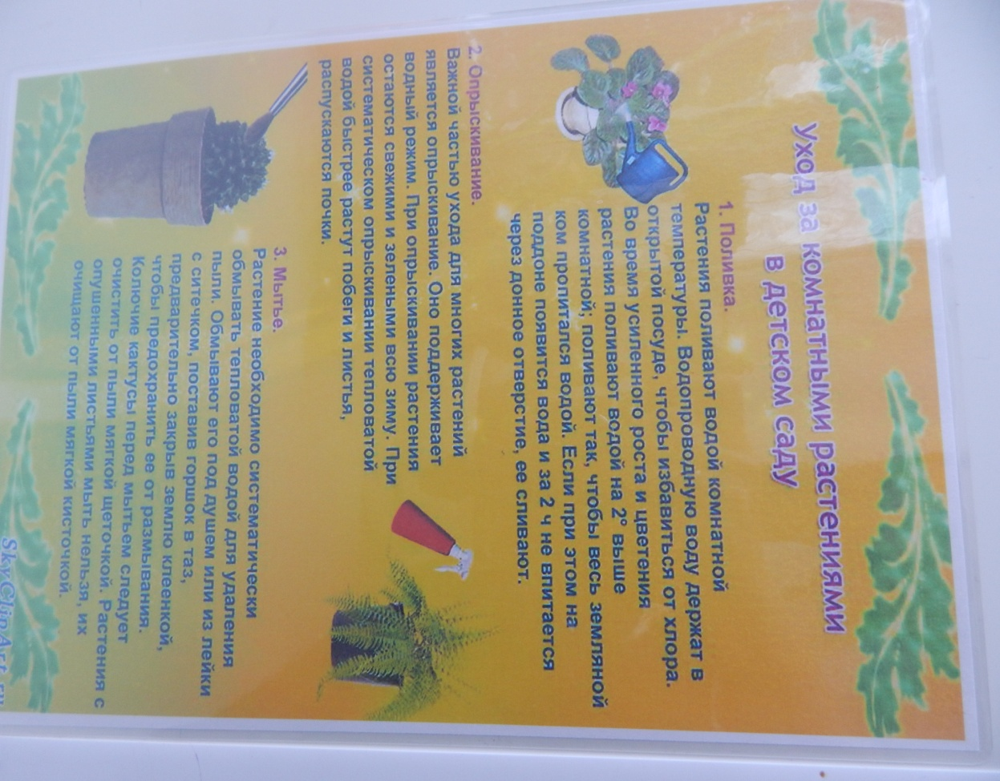 Уход за комнатными растениями
в детском саду
1. Поливка.
Растения поливают водой комнатной
температуры. Водопроводную воду держат в
открытой посуде, чтобы избавиться от хлора.
Во время усиленного роста и цветения
растения поливают водой на 2° выше
комнатной; поливают так, чтобы весь земляной
ком пропитался водой. Если при этом на
поддоне появится вода и за 2 ч не впитается
через донное отверстие, ее сливают.
2. Опрыскивание.
Важной частью ухода для многих растений
является опрыскивание. Оно поддерживает
водный режим. При опрыскивании растения
остаются свежими и зелеными всю зиму. При
систематическом опрыскивании тепловатой
водой быстрее растут побеги и листья,
распускаются почки.
3. Мытье.
Растение необходимо систематически
обмывать тепловатой водой для удаления
пыли. Обмывают его под душем или из лейки
с ситечком, поставив горшок в таз,
предварительно закрыв землю клеенкой,
чтобы предохранить ее от размывания.
Колючие кактусы перед мытьем следует
очистить от пыли мягкой щеточкой. Растения с
опушенными листьями мыть нельзя, их
очищают от пыли мягкой кисточкой.
SkyClipArt.ru